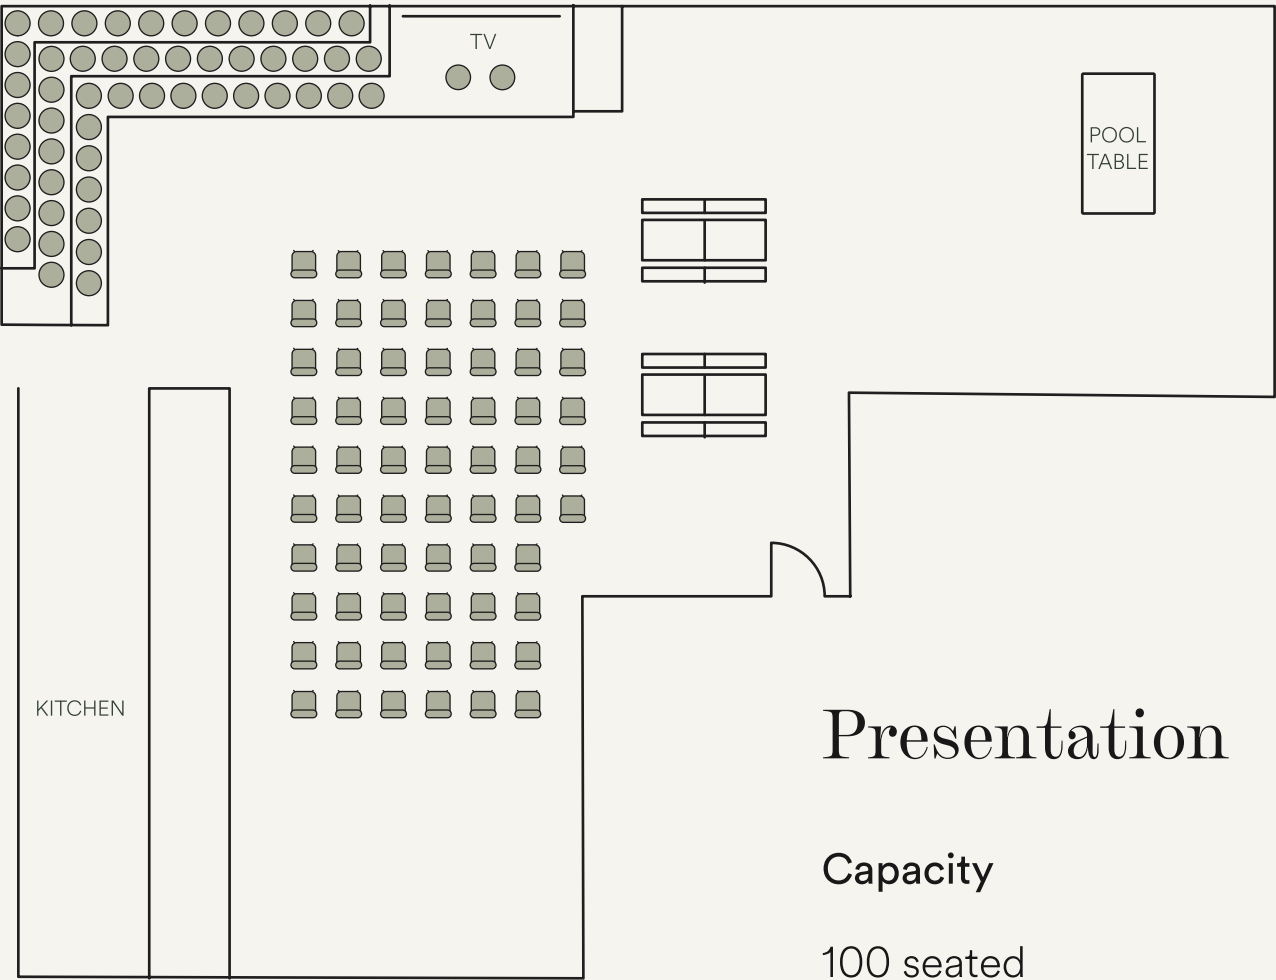 TV
POOL
TABLE
KITCHEN
Presentation
Capacity
100 seated